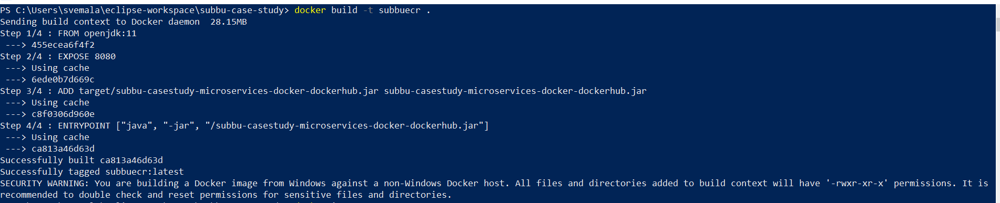 PS C:\Users\svemala\eclipse-workspace\subbu-case-study> docker build -t subbuecr .
Sending build context to Docker daemon  28.15MB
Step 1/4 : FROM openjdk:11
 ---> 455ecea6f4f2
Step 2/4 : EXPOSE 8080
 ---> Using cache
 ---> 6ede0b7d669c
Step 3/4 : ADD target/subbu-casestudy-microservices-docker-dockerhub.jar subbu-casestudy-microservices-docker-dockerhub.jar
 ---> Using cache
 ---> c8f0306d960e
Step 4/4 : ENTRYPOINT ["java", "-jar", "/subbu-casestudy-microservices-docker-dockerhub.jar"]
 ---> Using cache
 ---> ca813a46d63d
Successfully built ca813a46d63d
Successfully tagged subbuecr:latest
SECURITY WARNING: You are building a Docker image from Windows against a non-Windows Docker host. All files and directories added to build context will have '-rwxr-xr-x' permissions. It is
recommended to double check and reset permissions for sensitive files and directories.